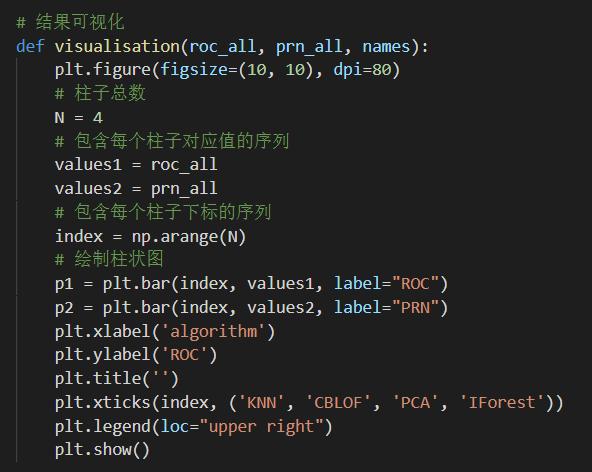 # 结果可视化
def visualisation(roc_all, prn_all, names):
    plt.figure(figsize=(10, 10), dpi=80)
    # 柱子总数
    N = 4
    # 包含每个柱子对应值的序列
    values1 = roc_all
    values2 = prn_all
    # 包含每个柱子下标的序列
    index = np.arange(N)
    # 绘制柱状图
    p1 = plt.bar(index, values1, label="ROC")
    p2 = plt.bar(index, values2, label="PRN")
    plt.xlabel('algorithm')
    plt.ylabel('ROC')
    plt.title('')
    plt.xticks(index, ('KNN', 'CBLOF', 'PCA', 'IForest'))
    plt.legend(loc="upper right")
    plt.show()